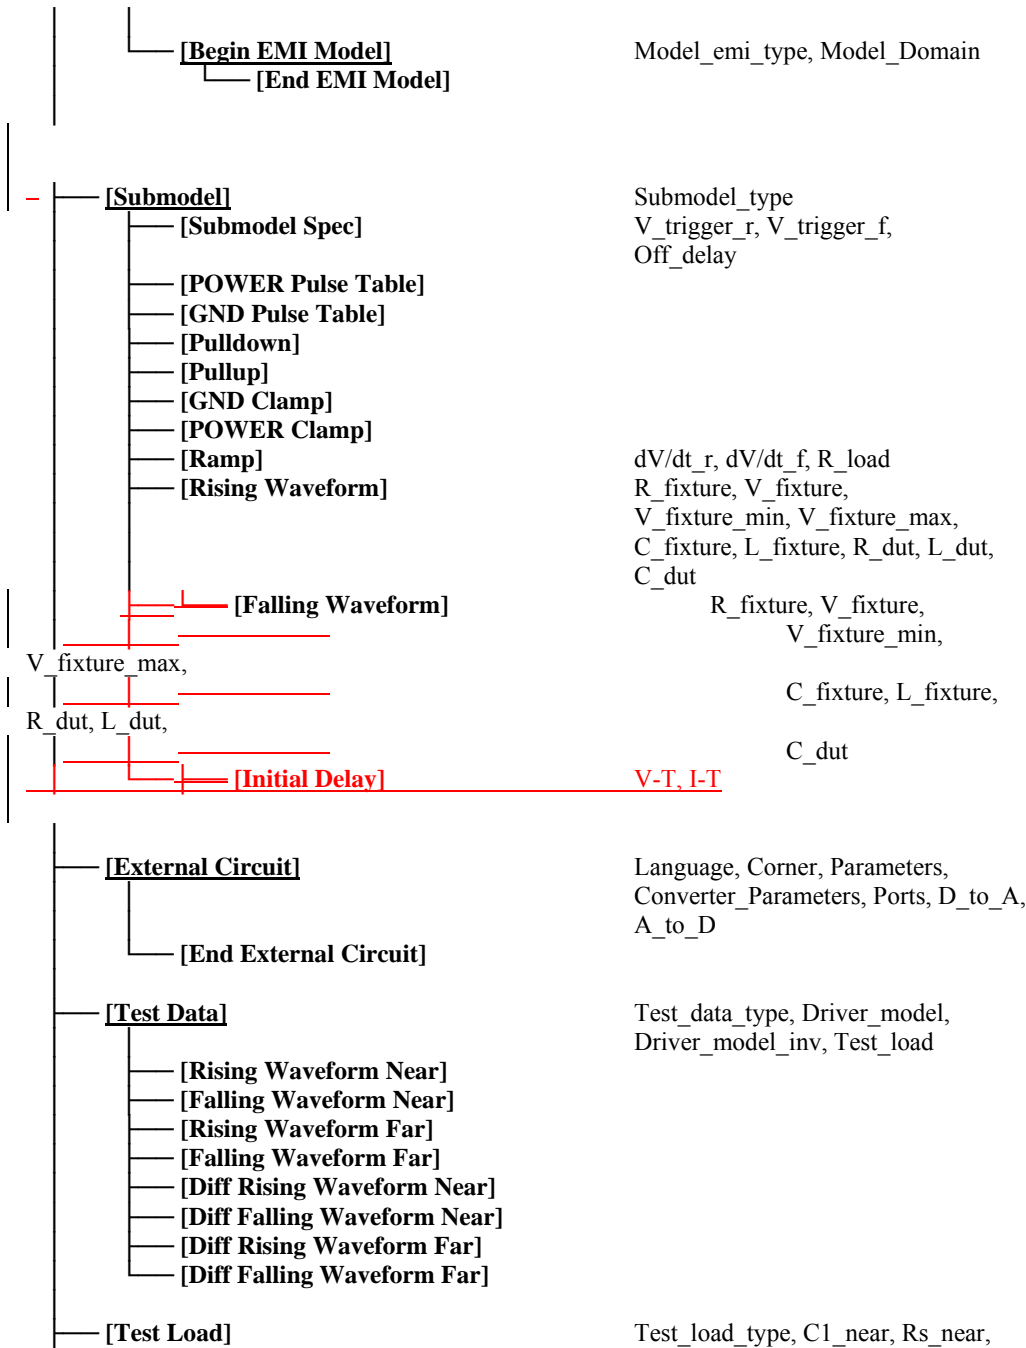 [Begin EMI Model] Model_emi_type, Model_Domain
[End EMI Model]
[Submodel] Submodel_type
[Submodel Spec] V_trigger_r, V_trigger_f,
Off_delay
[POWER Pulse Table]
[GND Pulse Table]
[Pulldown]
[Pullup]
[GND Clamp]
[POWER Clamp]
[Ramp] dV/dt_r, dV/dt_f, R_load
[Rising Waveform] R_fixture, V_fixture,
V_fixture_min, V_fixture_max,
C_fixture, L_fixture, R_dut, L_dut,
C_dut
[Falling Waveform] R_fixture, V_fixture,
V_fixture_min,
V_fixture_max,
C_fixture, L_fixture,
R_dut, L_dut,
C_dut
[Initial Delay] V-T, I-T
[External Circuit] Language, Corner, Parameters,
Converter_Parameters, Ports, D_to_A,
A_to_D
[End External Circuit]
[Test Data] Test_data_type, Driver_model,
Driver_model_inv, Test_load
[Rising Waveform Near]
[Falling Waveform Near]
[Rising Waveform Far]
[Falling Waveform Far]
[Diff Rising Waveform Near]
[Diff Falling Waveform Near]
[Diff Rising Waveform Far]
[Diff Falling Waveform Far]
[Test Load] Test_load_type, C1_near, Rs_near,